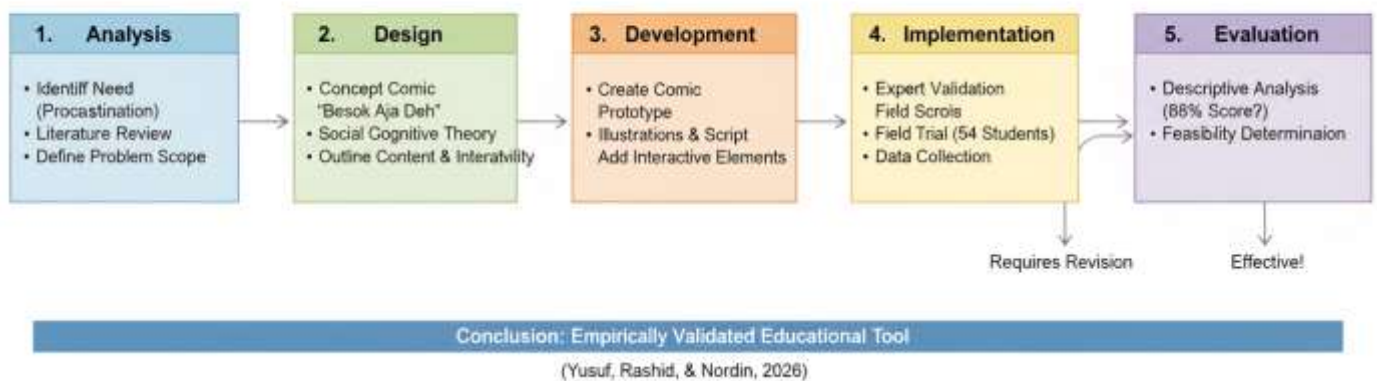 1. Analysis
• Identiff Need
(Procastination)
• Literature Review
• Define Problem Scope
2. Design
• Concept Comic
"Besok Aja Deh"
• Social Gognitive Theory
• Outline Content & Interatvility
3. Development
• Create Comic
Prototype
• Illustrations & Script
Add Interactive Elements
4. Implementation
• Expert Validation
Field Scrols
• Field Trial (54 Students)
• Data Collection
5. Evaluation
• Descriptive Analysis
(88% Score?)
• Feasibility Determinaion
Requires Revision
Effective!
Conclusion: Empirically Validated Educational Tool
(Yusuf, Rashid, & Nordin, 2026)